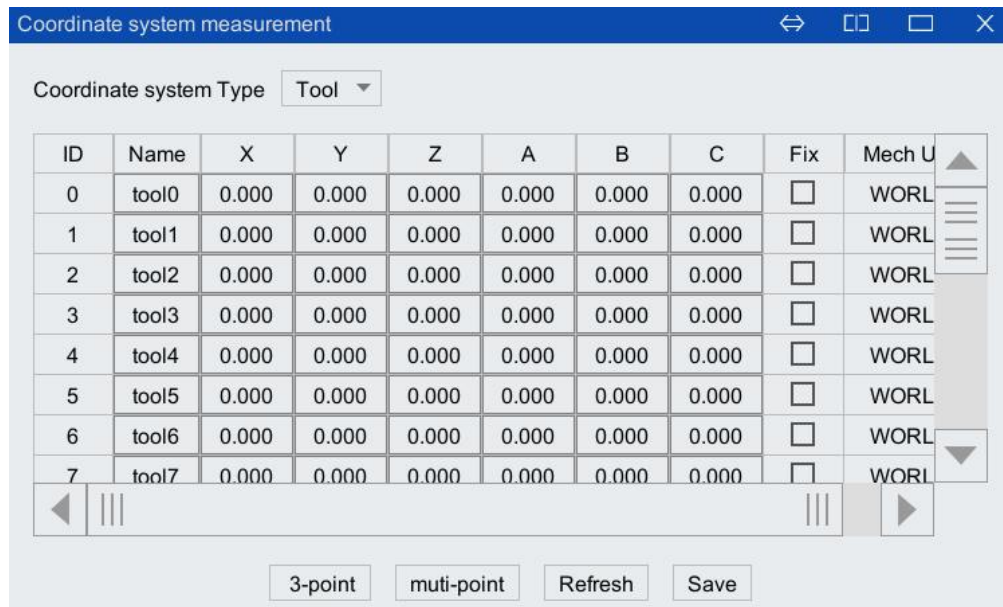 Coordinate system measurement
Coordinate system Type Tool
ID Name X Y Z A B C Fix Mech U
0 tool0 0.000 0.000 0.000 0.000 0.000 0.000 WORL
1 tool1 0.000 0.000 0.000 0.000 0.000 0.000 WORL
2 tool2 0.000 0.000 0.000 0.000 0.000 0.000 WORL
3 tool3 0.000 0.000 0.000 0.000 0.000 0.000 WORL
4 tool4 0.000 0.000 0.000 0.000 0.000 0.000 WORL
5 tool5 0.000 0.000 0.000 0.000 0.000 0.000 WORL
6 tool6 0.000 0.000 0.000 0.000 0.000 0.000 WORL
7 tool7 0.000 0.000 0.000 0.000 0.000 0.000 WORL
3-point muti-point Refresh Save